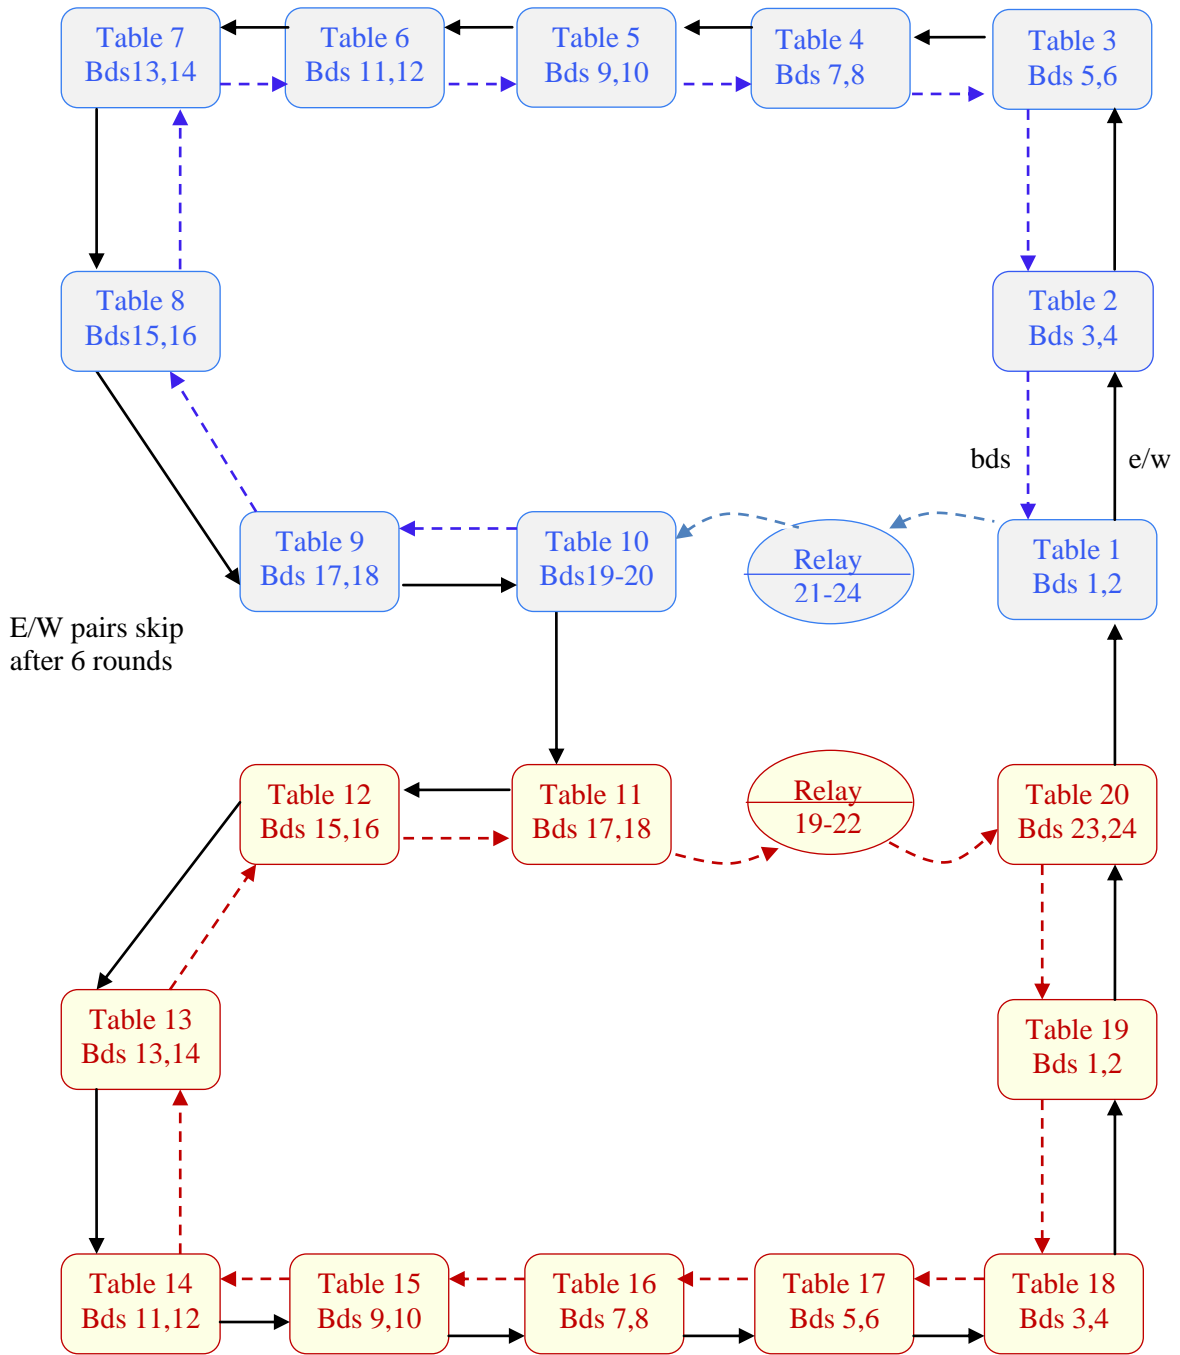 Table 7
Bds13,14
Table 6
Bds 11,12
Table 5
Bds 9,10
Table 4
Bds 7,8
Table 3
Bds 5,6
Table 8
Bds15,16
Table 2
Bds 3,4
bds
e/w
Table 9
Bds 17,18
Table 10
Bds19-20
Relay
21-24
Table 1
Bds 1,2
E/W pairs skip
after 6 rounds
Table 12
Bds 15,16
Table 11
Bds 17,18
Relay
19-22
Table 20
Bds 23,24
Table 13
Bds 13,14
Table 19
Bds 1,2
Table 14
Bds 11,12
Table 15
Bds 9,10
Table 16
Bds 7,8
Table 17
Bds 5,6
Table 18
Bds 3,4